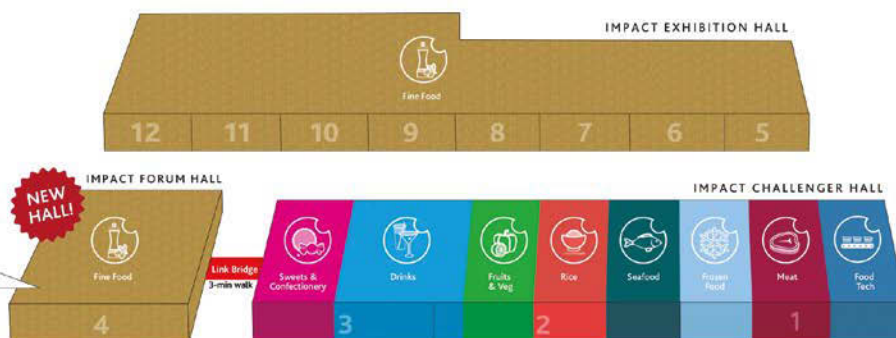 IMPACT EXHIBITION HALL
Fine Food
12 11 10 9 8 7 6 5
NEW
HALL!
IMPACT FORUM HALL
Fine Food
4
Link Bridge
3-min walk
IMPACT CHALLENGER HALL
Sweets &
Confectionery
Drinks
Fruits
& Veg
Rice
Seafood
Frozen
Food
Meat
Food
Tech
3 2 1